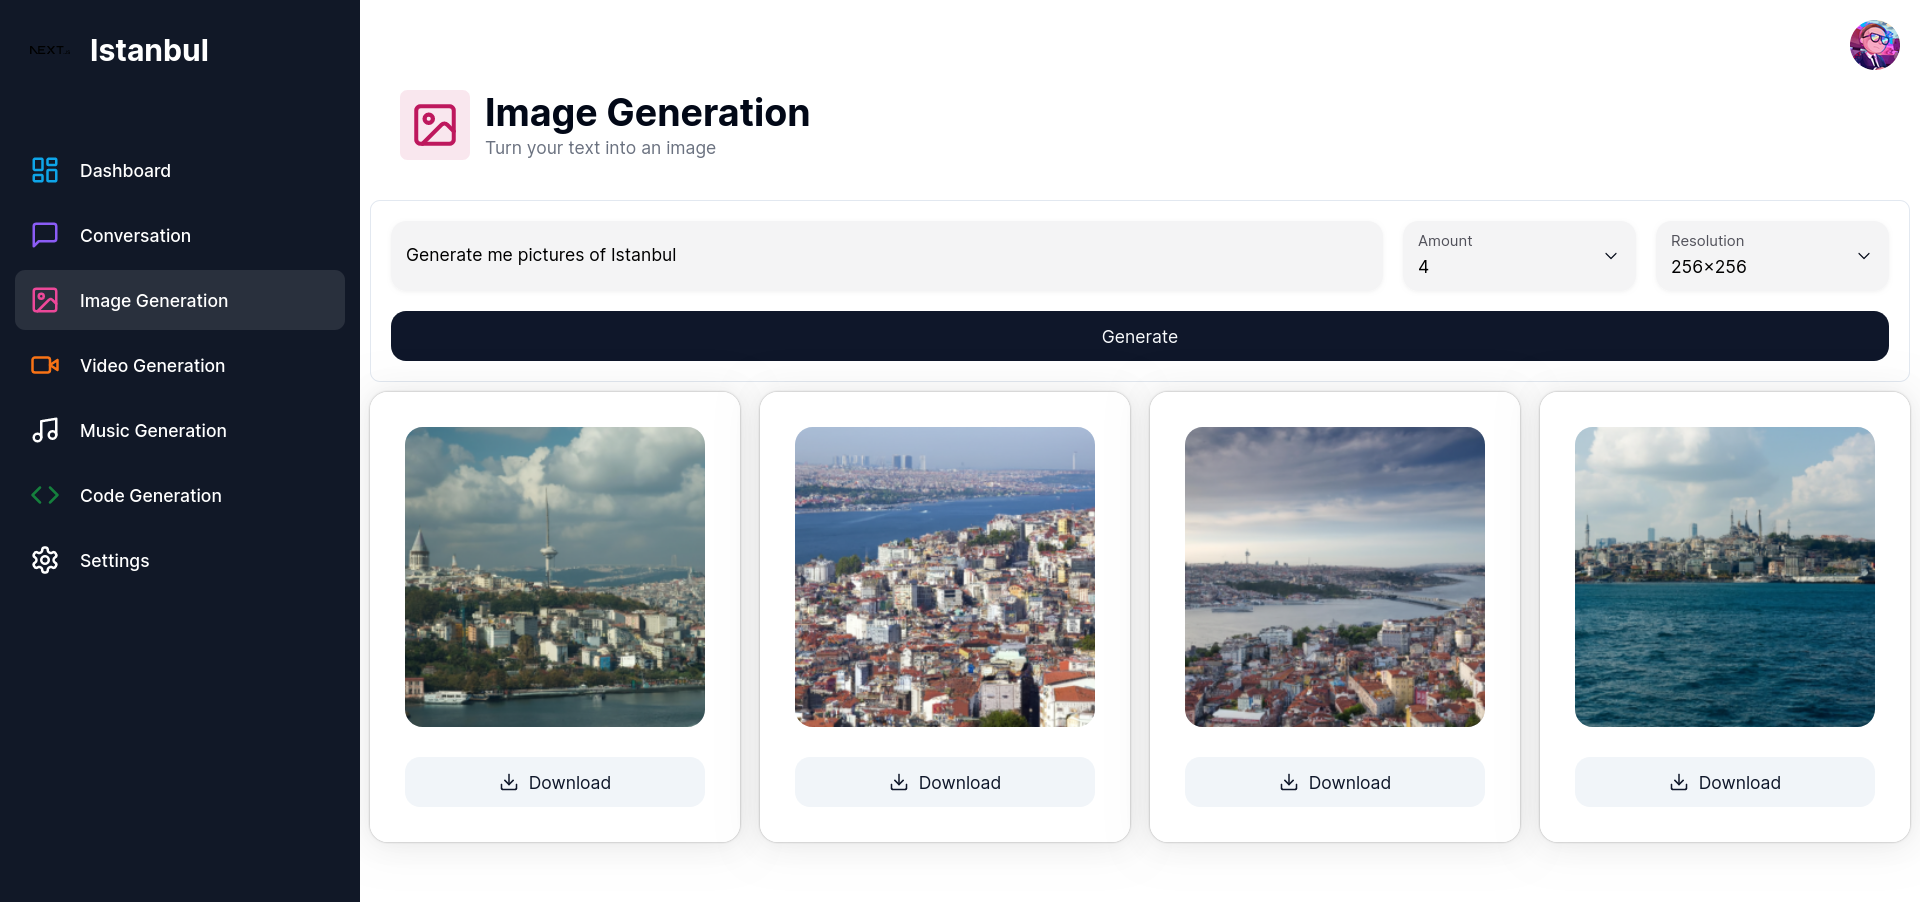 NEXT
Istanbul
Dashboard
Conversation
Image Generation
Video Generation
Music Generation
Code Generation
Settings
Image Generation
Turn your text into an image
Generate me pictures of Istanbul
Amount
4
Resolution
256x256
Generate
Download
Download
Download
Download